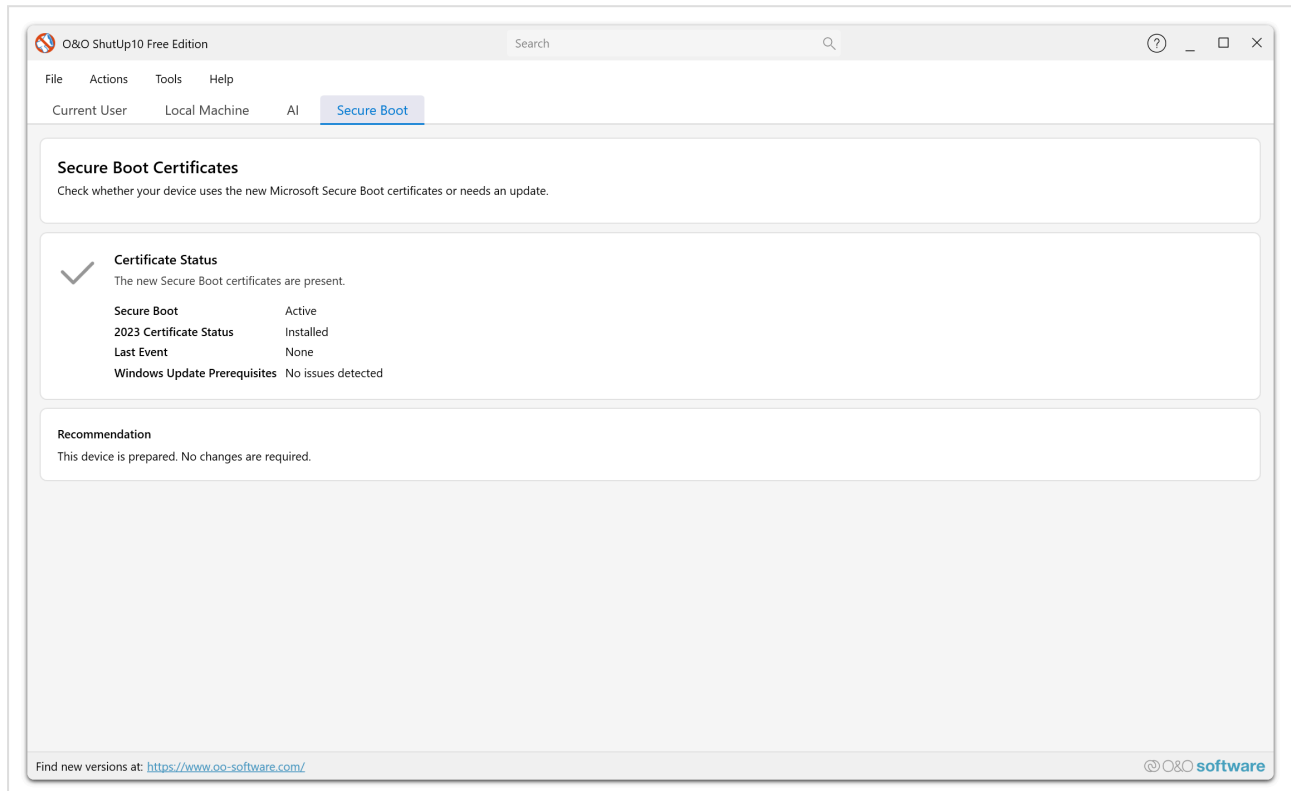 O&O ShutUp10 Free Edition
Search
?
File Actions Tools Help
Current User Local Machine AI Secure Boot
Secure Boot Certificates
Check whether your device uses the new Microsoft Secure Boot certificates or needs an update.
Certificate Status
The new Secure Boot certificates are present.
Secure Boot Active
2023 Certificate Status Installed
Last Event None
Windows Update Prerequisites No issues detected
Recommendation
This device is prepared. No changes are required.
Find new versions at: https://www.oo-software.com/
O&O software